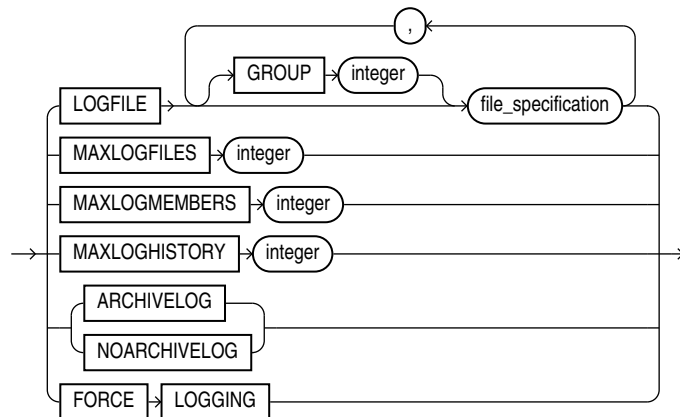 ,
GROUP integer
LOGFILE file_specification
MAXLOGFILES integer
MAXLOGMEMBERS integer
MAXLOGHISTORY integer
ARCHIVELOG
NOARCHIVELOG
FORCE LOGGING